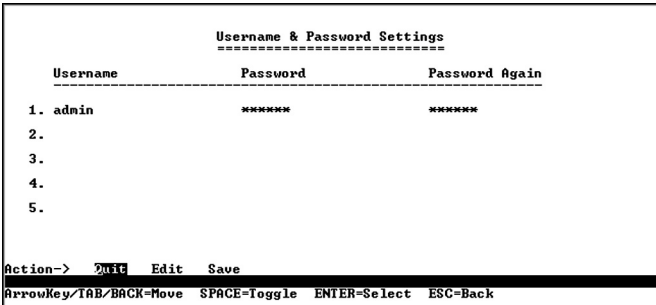 Username & Password Settings
============================
Username Password Password Again
------------------------------------------------------------
1. admin ****** ******
2.
3.
4.
5.
Action-> Quit Edit Save
ArrowKey/TAB/BACK=Move SPACE=Toggle ENTER=Select ESC=Back